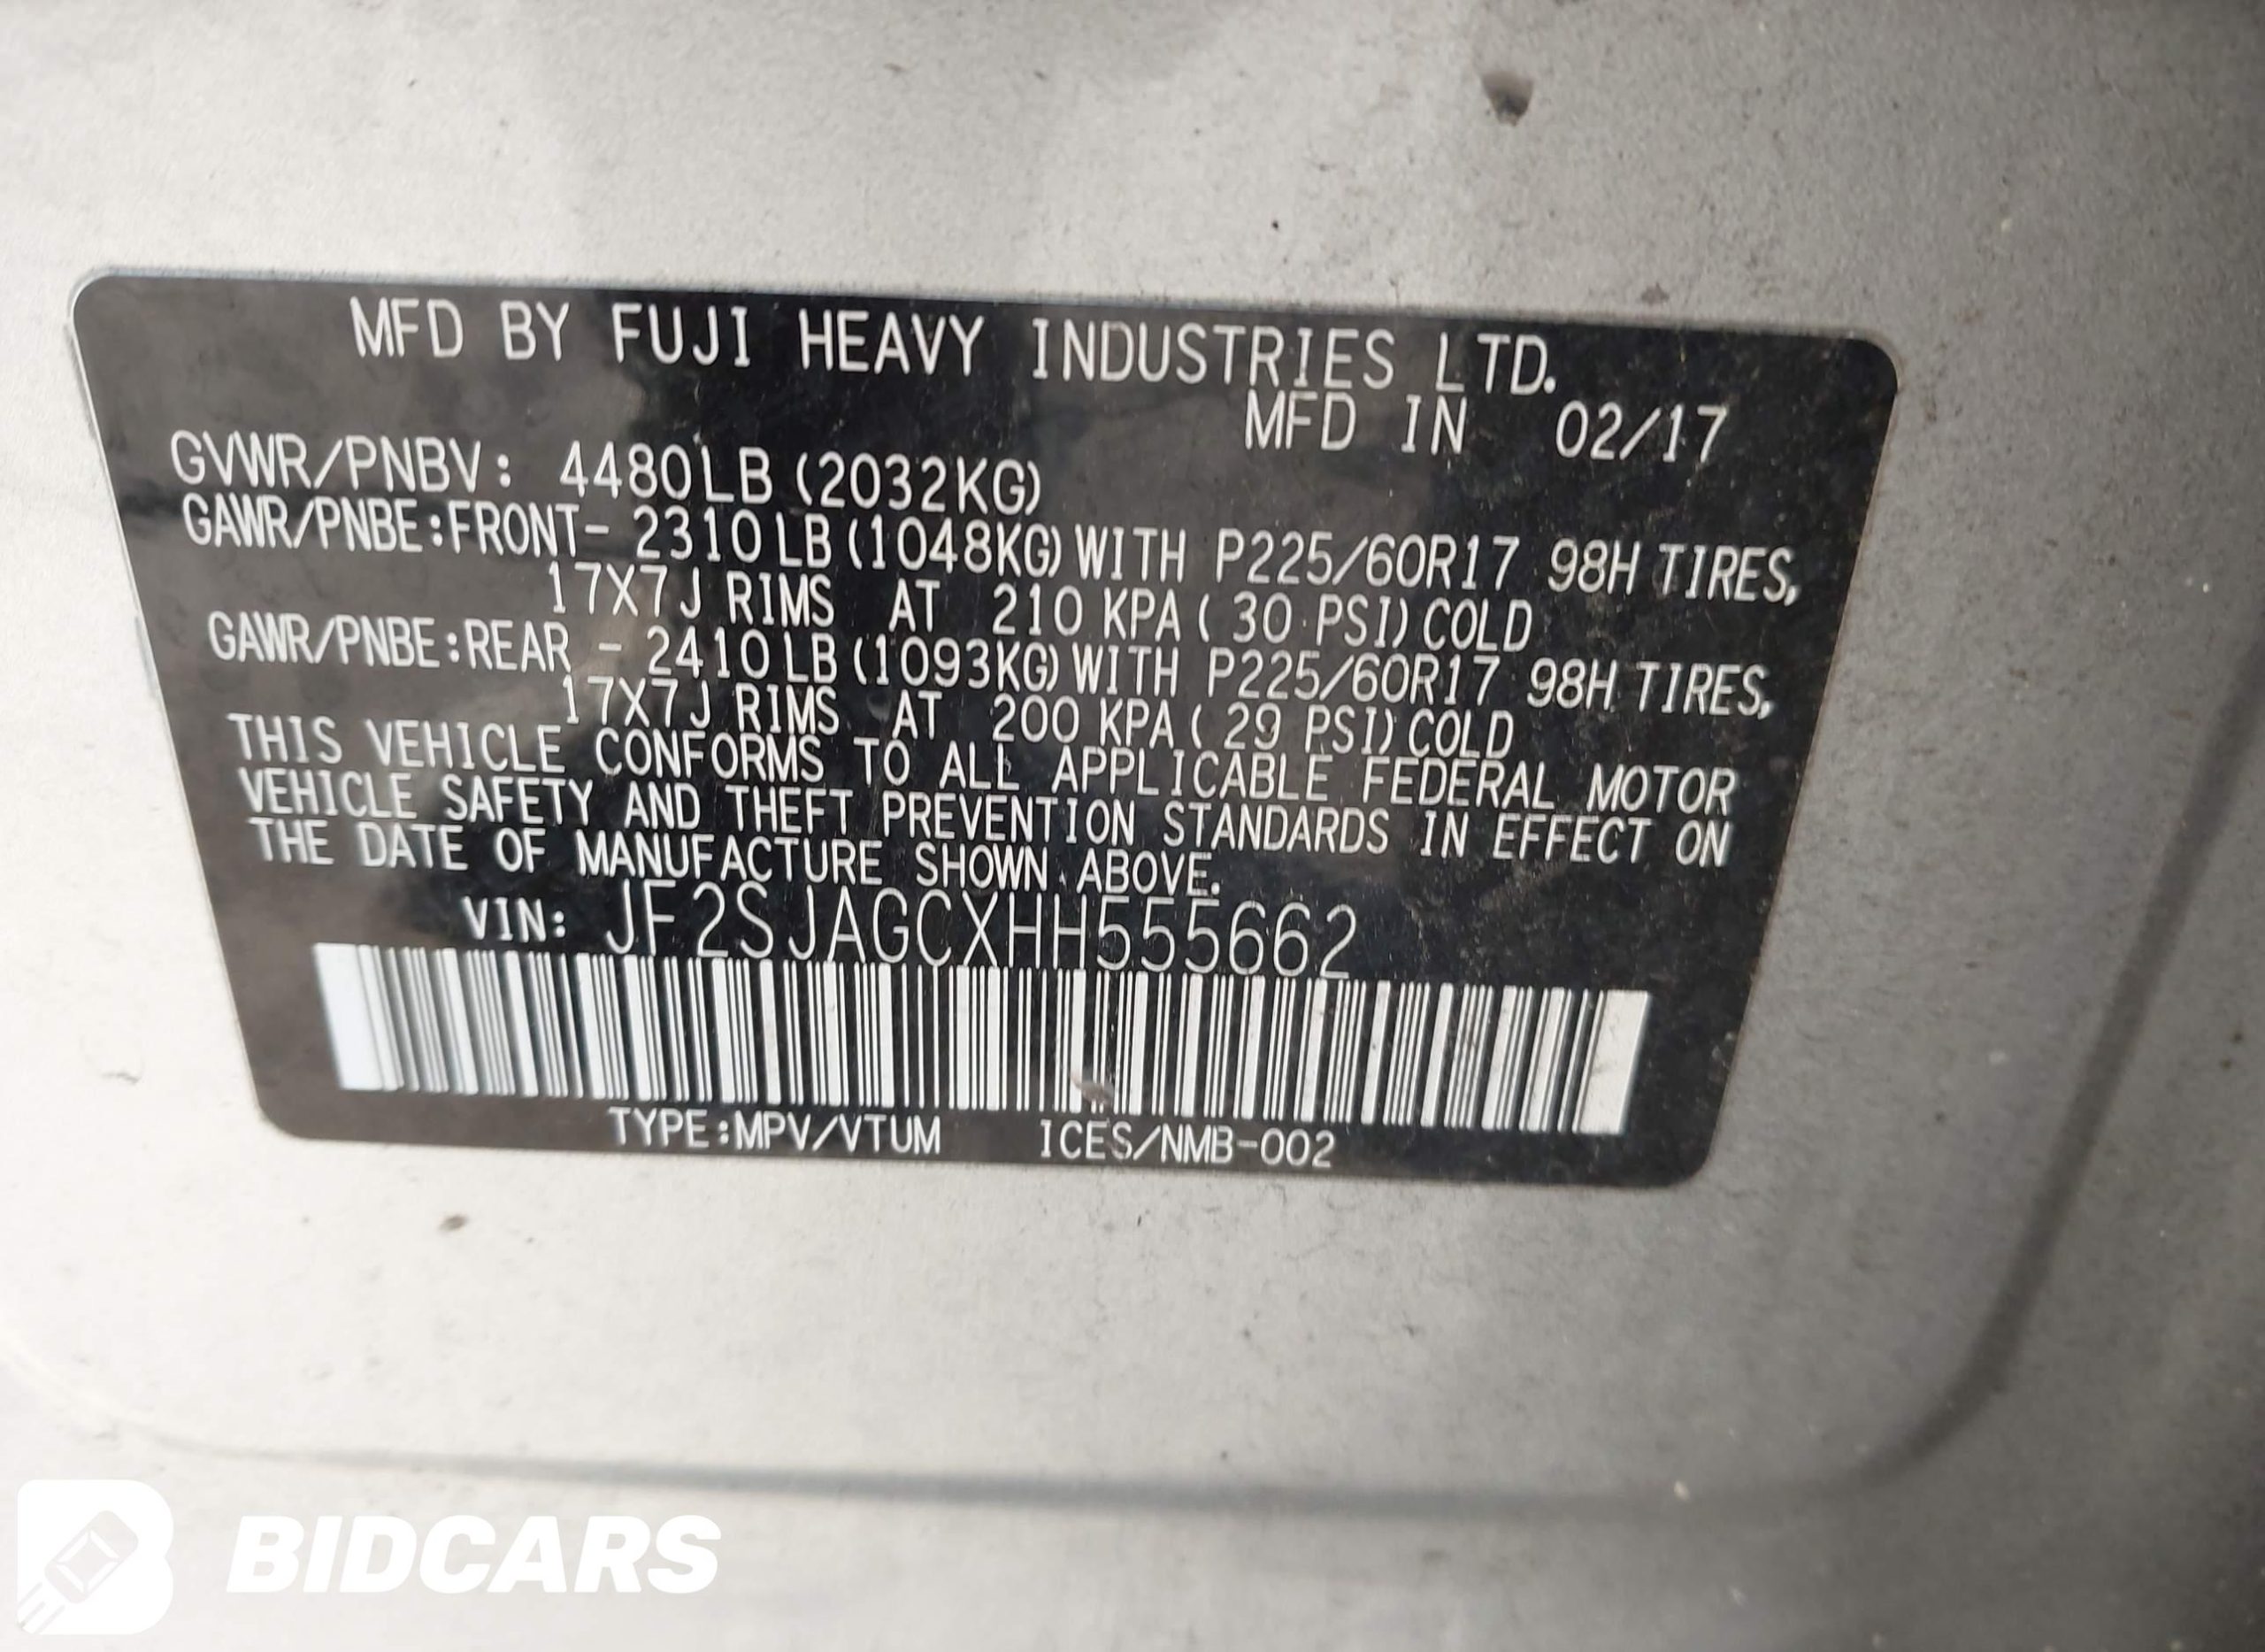 MFD BY FUJI HEAVY INDUSTRIES LTD.
MFD IN 02/17
GVWR/PNBV: 4480LB (2032KG)
GAWR/PNBE:FRONT- 2310LB (1048KG) WITH P225/60R17 98H TIRES,
17X7J RIMS AT 210 KPA ( 30 PSI) COLD
GAWR/PNBE:REAR - 2410LB (1093KG) WITH P225/60R17 98H TIRES,
17X7J RIMS AT 200 KPA ( 29 PSI) COLD
THIS VEHICLE CONFORMS TO ALL APPLICABLE FEDERAL MOTOR
VEHICLE SAFETY AND THEFT PREVENTION STANDARDS IN EFFECT ON
THE DATE OF MANUFACTURE SHOWN ABOVE.
VIN: JF2SJAGCXHH555662
TYPE:MPV/VTUM ICES/NMB-002
BIDCARS